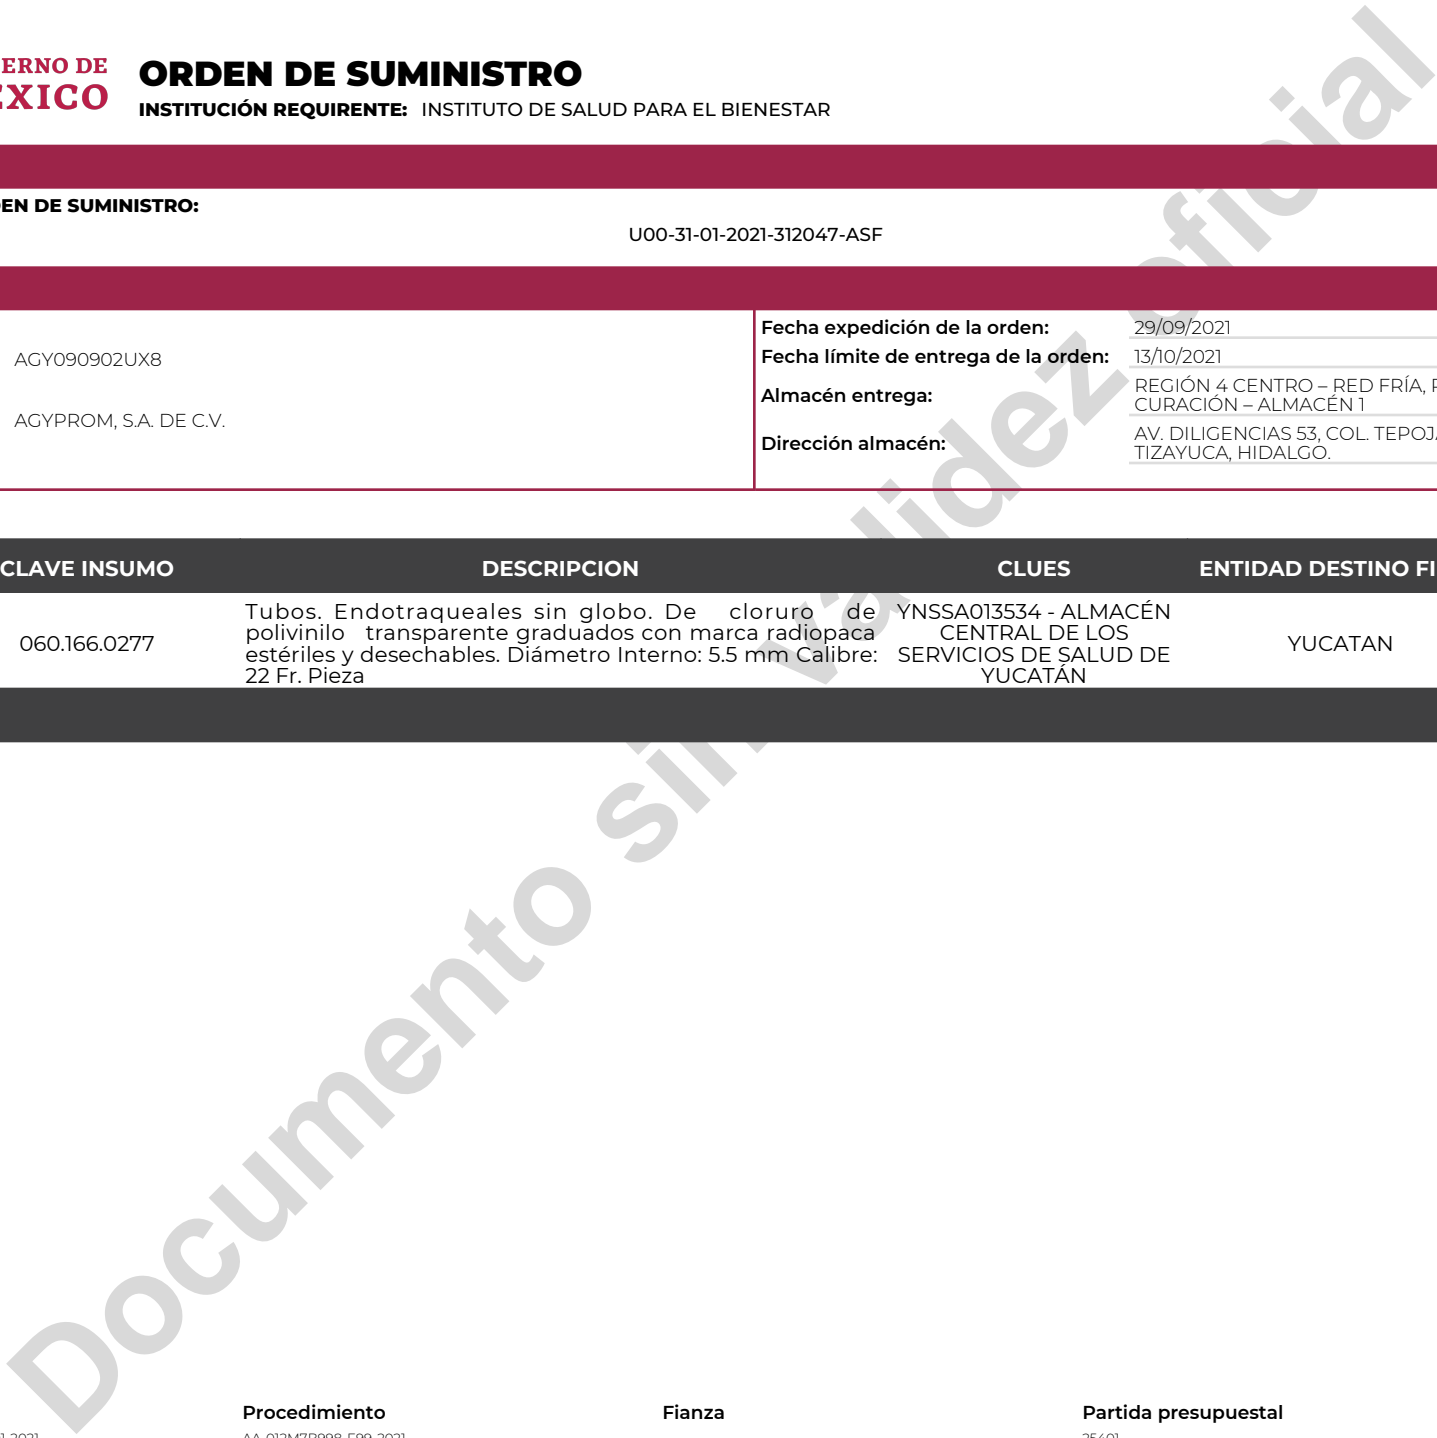 ERNO DE
EXICO
ORDEN DE SUMINISTRO
INSTITUCIÓN REQUIRENTE: INSTITUTO DE SALUD PARA EL BIENESTAR
EN DE SUMINISTRO:
U00-31-01-2021-312047-ASF
AGY090902UX8
AGYPROM, S.A. DE C.V.
Fecha expedición de la orden: 29/09/2021
Fecha límite de entrega de la orden: 13/10/2021
Almacén entrega: REGIÓN 4 CENTRO – RED FRÍA,
CURACIÓN – ALMACÉN 1
Dirección almacén: AV. DILIGENCIAS 53, COL. TEPOJ
TIZAYUCA, HIDALGO.
CLAVE INSUMO DESCRIPCION CLUES ENTIDAD DESTINO FI
060.166.0277
Tubos. Endotraqueales sin globo. De cloruro de
polivinilo transparente graduados con marca radiopaca
estériles y desechables. Diámetro Interno: 5.5 mm Calibre:
22 Fr. Pieza
YNSSA013534 - ALMACÉN
CENTRAL DE LOS
SERVICIOS DE SALUD DE
YUCATÁN
YUCATAN
Documento sin validez oficial
Procedimiento Fianza Partida presupuestal